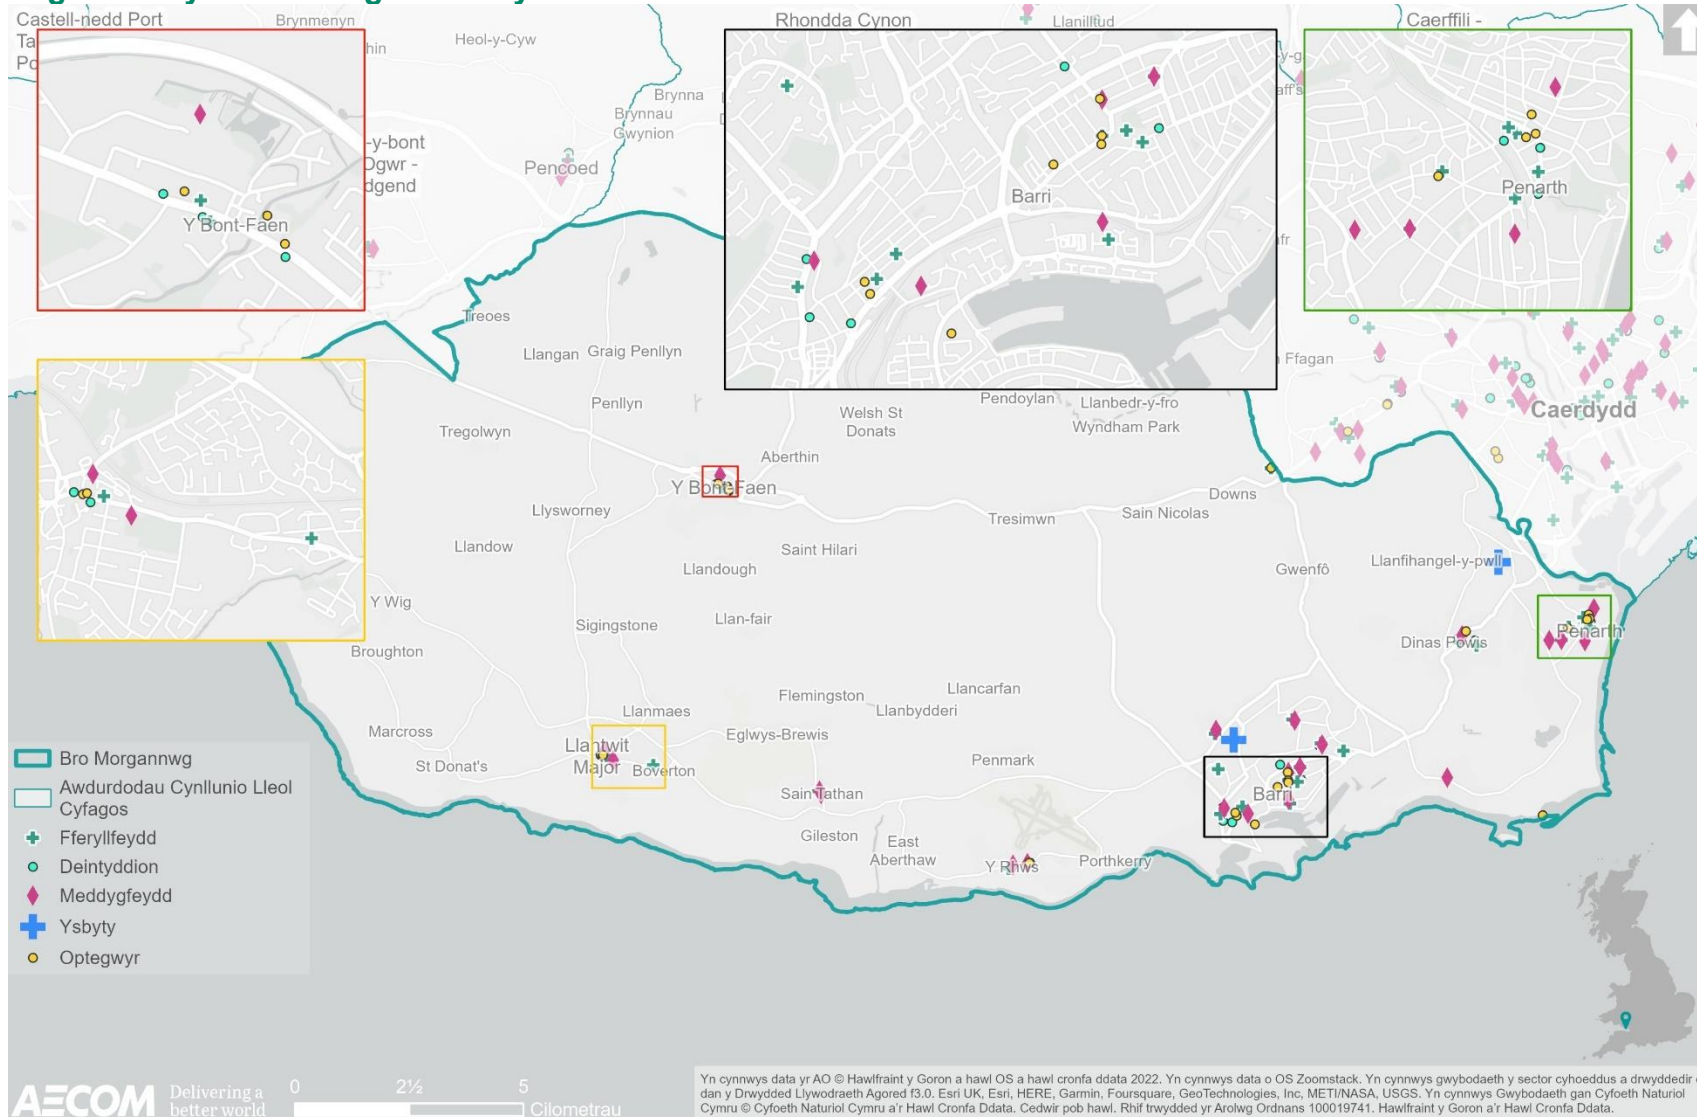 Castell-nedd Port
Brynmenyn
Heol-y-Cyw
Rhondda Cynon
Llanilltud
Caerffili -
Brynna
Brynnau
Gwynion
-y-bont
Ogwr -
dgend
Pencoed
Y Bont-Faen
Barri
Penarth
Treoes
Llangan
Graig Penllyn
Ffagan
Penllyn
Welsh St
Donats
Pendoylan
Llanbedr-y-fro
Wyndham Park
Caerdydd
Tregolwyn
Aberthin
Y Bont-Faen
Downs
Llysworney
Tresimwn
Sain Nicolas
Llandow
Saint Hilari
Llandough
Gwenfô
Llanfihangel-y-pwll
Y Wig
Sigingstone
Llan-fair
Dinas Powis
Penarth
Broughton
Flemingston
Llancarfan
Llanbydderi
Llanmaes
Marcross
Eglwys-Brewis
Llantwit
Major
St Donat's
Boverton
Penmark
Sain Tathan
Barri
Gileston
East
Aberthaw
Y Rhws
Porthkerry
Bro Morgannwg
Awdurdodau Cynllunio Lleol
Cyfagos
Fferyllfeydd
Deintyddion
Meddygfeydd
Ysbyty
Optegwyr
AECOM
Delivering a
better world
0 2½ 5
Cilometrau
Yn cynnwys data yr AO © Hawlfraint y Goron a hawl OS a hawl cronfa ddata 2022. Yn cynnwys data o OS Zoomstack. Yn cynnwys gwybodaeth y sector cyhoeddus a drwyddedir
dan y Drwydded Llywodraeth Agored f3.0. Esri UK, Esri, HERE, Garmin, Foursquare, GeoTechnologies, Inc, METI/NASA, USGS. Yn cynnwys Gwybodaeth gan Cyfoeth Naturiol
Cymru © Cyfoeth Naturiol Cymru a'r Hawl Cronfa Ddata. Cedwir pob hawl. Rhif trwydded yr Arolwg Ordnans 100019741. Hawlfraint y Goron a'r Hawl Cronfa Ddata.